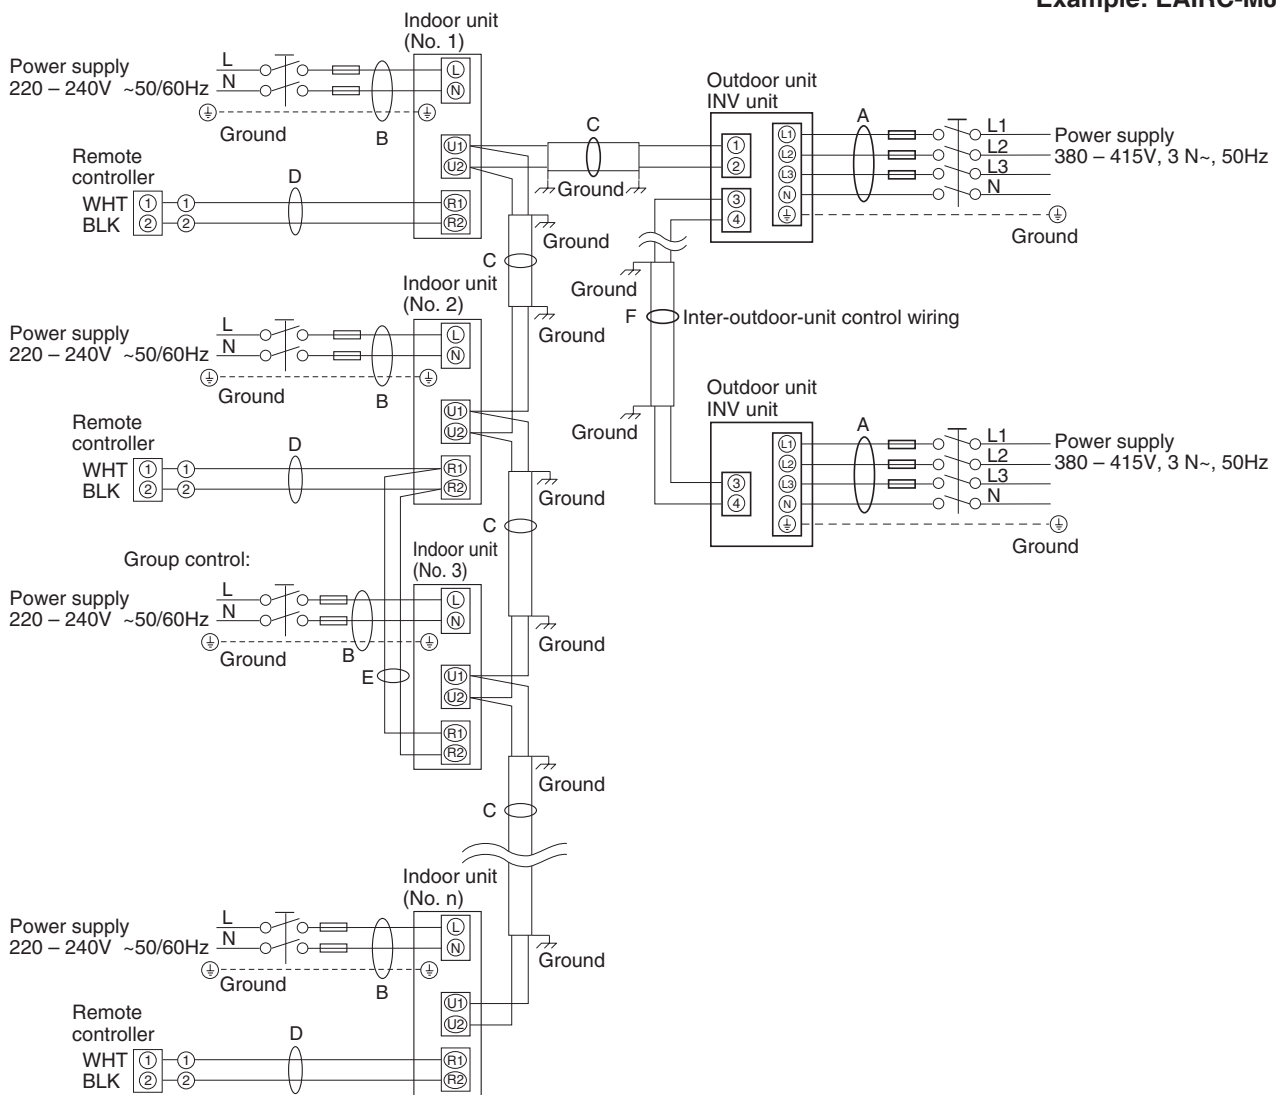 Example: EAIRC-MU
Indoor unit
(No. 1)
Power supply
220 – 240V ~50/60Hz
L
N
L
N
Ground
B
U1
U2
Remote
controller
WHT 1 1
BLK 2 2
D
R1
R2
C
Ground
Outdoor unit
INV unit
1
2
3
4
L1
L2
L3
N
A
L1
L2
L3
N
Power supply
380 – 415V, 3 N~, 50Hz
Ground
Ground
C
Ground
Ground
F
Inter-outdoor-unit control wiring
Ground
Indoor unit
(No. 2)
Power supply
220 – 240V ~50/60Hz
L
N
L
N
Ground
B
U1
U2
Remote
controller
WHT 1 1
BLK 2 2
D
R1
R2
Ground
C
Ground
Outdoor unit
INV unit
3
4
L1
L2
L3
N
A
L1
L2
L3
N
Power supply
380 – 415V, 3 N~, 50Hz
Ground
Group control:
Indoor unit
(No. 3)
Power supply
220 – 240V ~50/60Hz
L
N
L
N
Ground
B
E
U1
U2
R1
R2
Ground
C
Ground
Indoor unit
(No. n)
Power supply
220 – 240V ~50/60Hz
L
N
L
N
Ground
B
U1
U2
Remote
controller
WHT 1 1
BLK 2 2
D
R1
R2